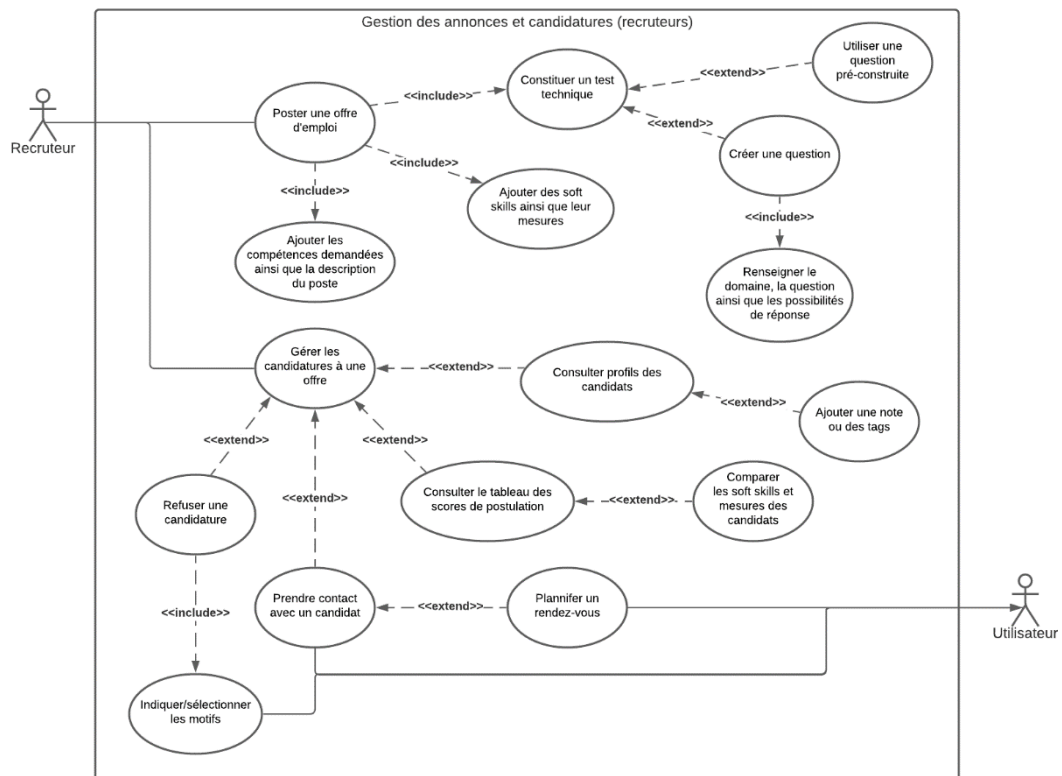 Gestion des annonces et candidatures (recruteurs)
Utiliser une
question
pré-construite
<<extend>>
Constituer un test
technique
<<include>>
Poster une offre
d'emploi
Recruteur
<<extend>>
Créer une question
<<include>>
<<include>>
Ajouter des soft
skills ainsi que leur
mesures
<<include>>
Ajouter les
compétences demandées
ainsi que la description
du poste
Renseigner le
domaine, la question
ainsi que les possibilités
de réponse
Gérer les
candidatures à une
offre
<<extend>>
Consulter profils des
candidats
<<extend>>
Ajouter une note
ou des tags
<<extend>>
<<extend>>
Refuser une
candidature
<<extend>>
Consulter le tableau des
scores de postulation
<<extend>>
Comparer
les soft skills et
mesures des
candidats
<<include>>
Prendre contact
avec un candidat
<<extend>>
Plannifer un
rendez-vous
Utilisateur
Indiquer/sélectionner
les motifs